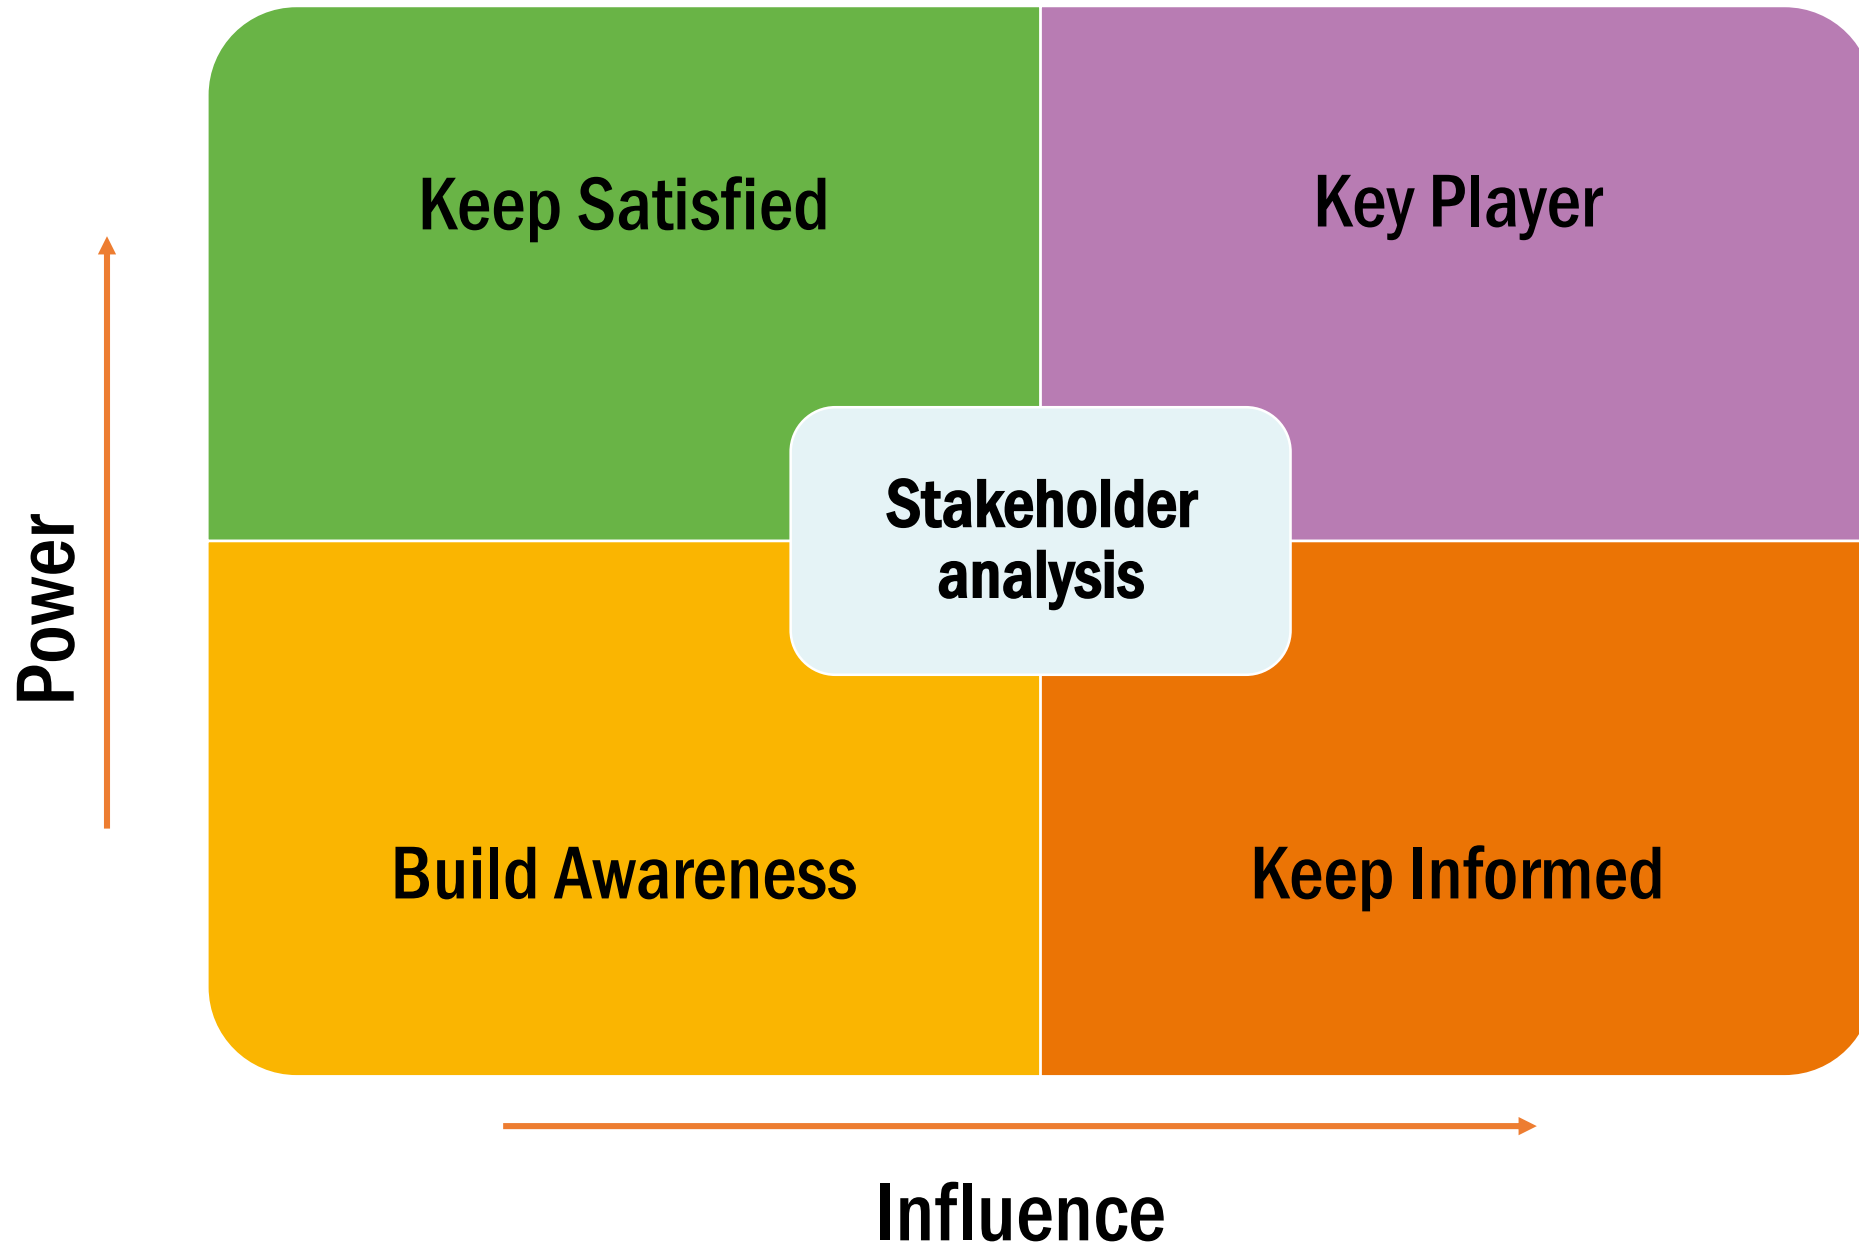 Keep Satisfied
Key Player
Stakeholder
analysis
Power
Build Awareness
Keep Informed
Influence